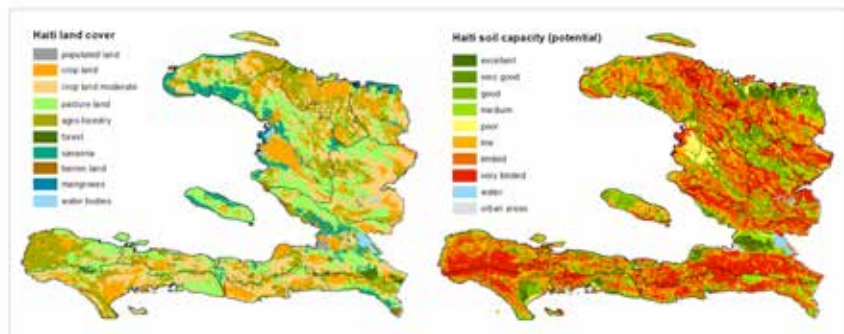 Haiti land cover
populated land
crop land
crop land moderate
pasture land
agro forestry
forest
savanna
barren land
mangroves
water bodies
Haiti soil capacity (potential)
excellent
very good
good
medium
poor
low
limited
very limited
water
urban areas